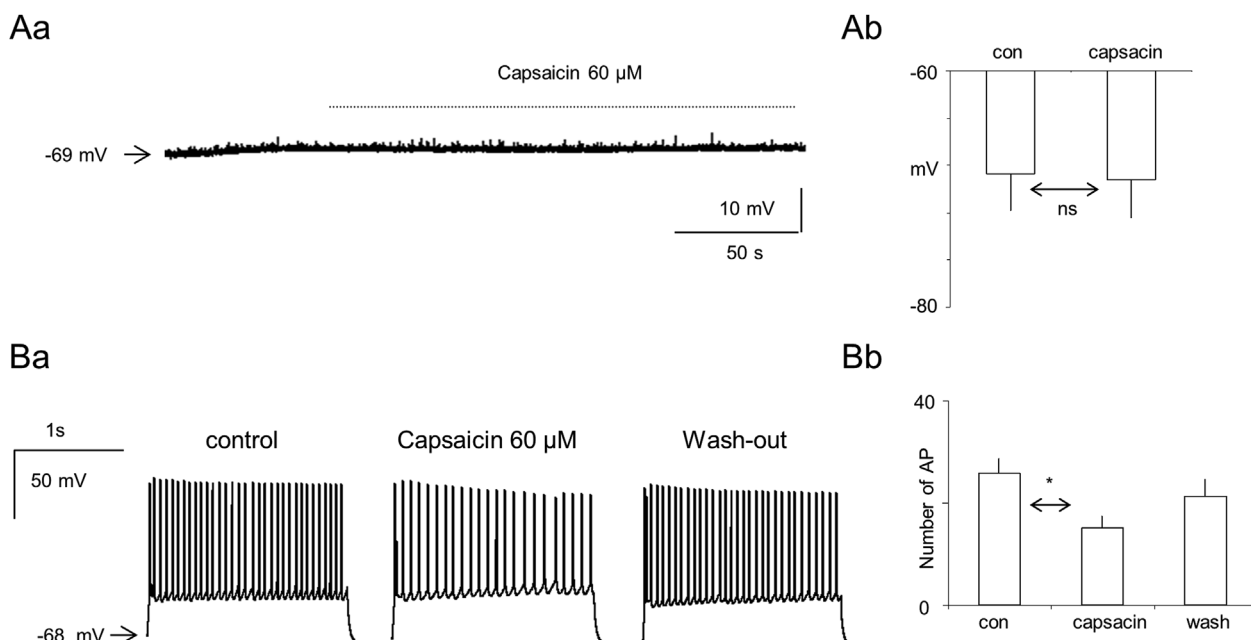 Aa
Capsaicin 60 µM
-69 mV
10 mV
50 s
Ab
con capsacin
-60
mV
ns
-80
Ba
1s
50 mV
control Capsaicin 60 µM Wash-out
-68 mV
Bb
40
Number of AP
*
0
con capsacin wash